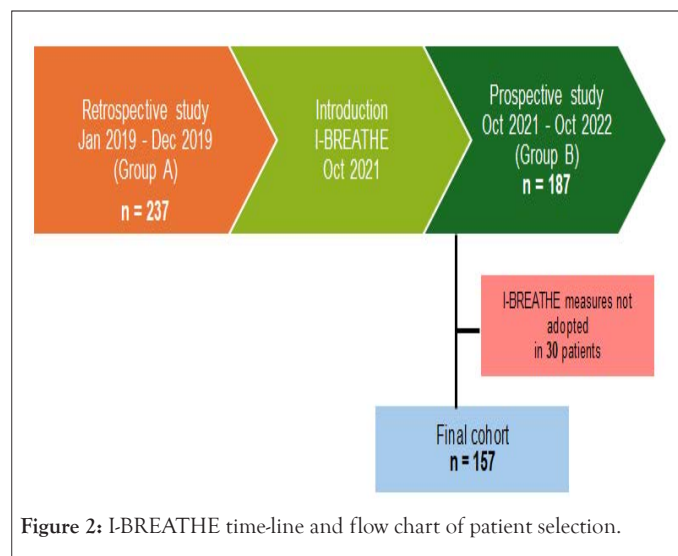 Retrospective study
Jan 2019 - Dec 2019
(Group A)
n = 237
Introduction
I-BREATHE
Oct 2021
Prospective study
Oct 2021 - Oct 2022
(Group B)
n = 187
I-BREATHE measures not
adopted
in 30 patients
Final cohort
n = 157
Figure 2: I-BREATHE time-line and flow chart of patient selection.